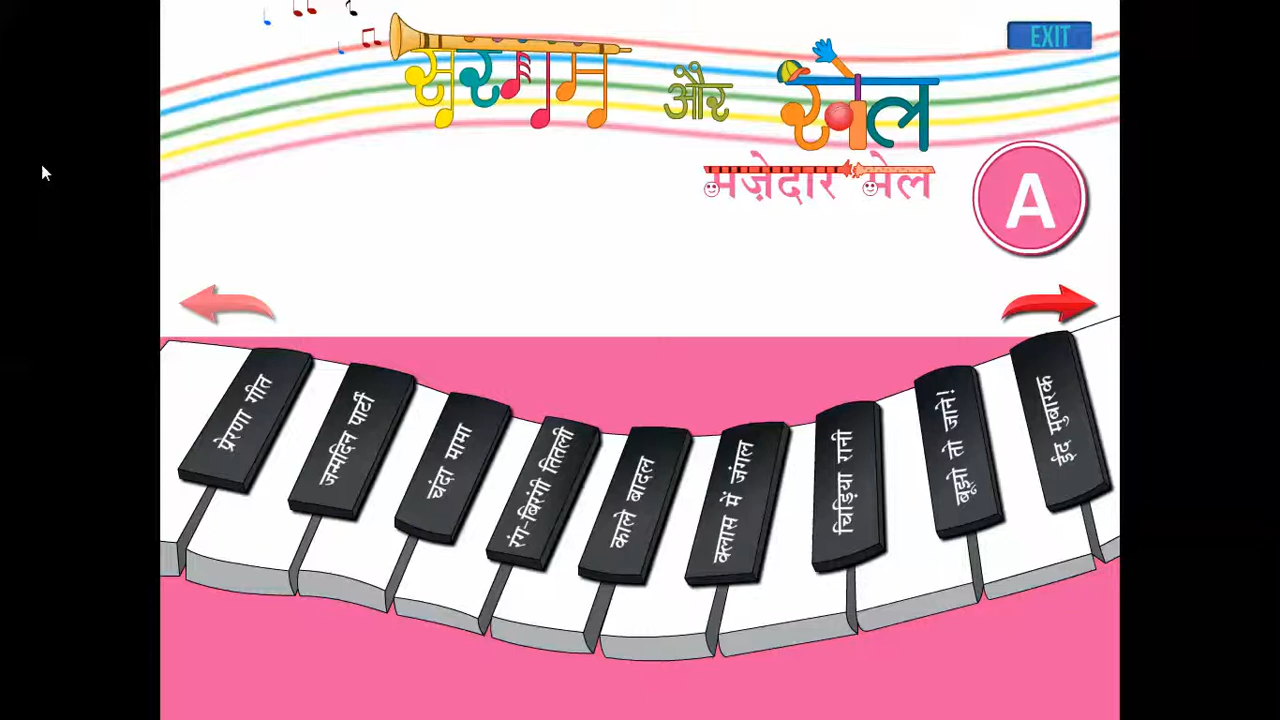 EXIT
सरगम और खेल
मज़ेदार मेल
A
प्रेरणा गीत
जन्मदिन पार्टी
चंदा मामा
रंग-बिरंगी तितली
काले बादल
क्लास में जंगल
चिड़िया रानी
बूझो तो जाने!
ईद मुबारक